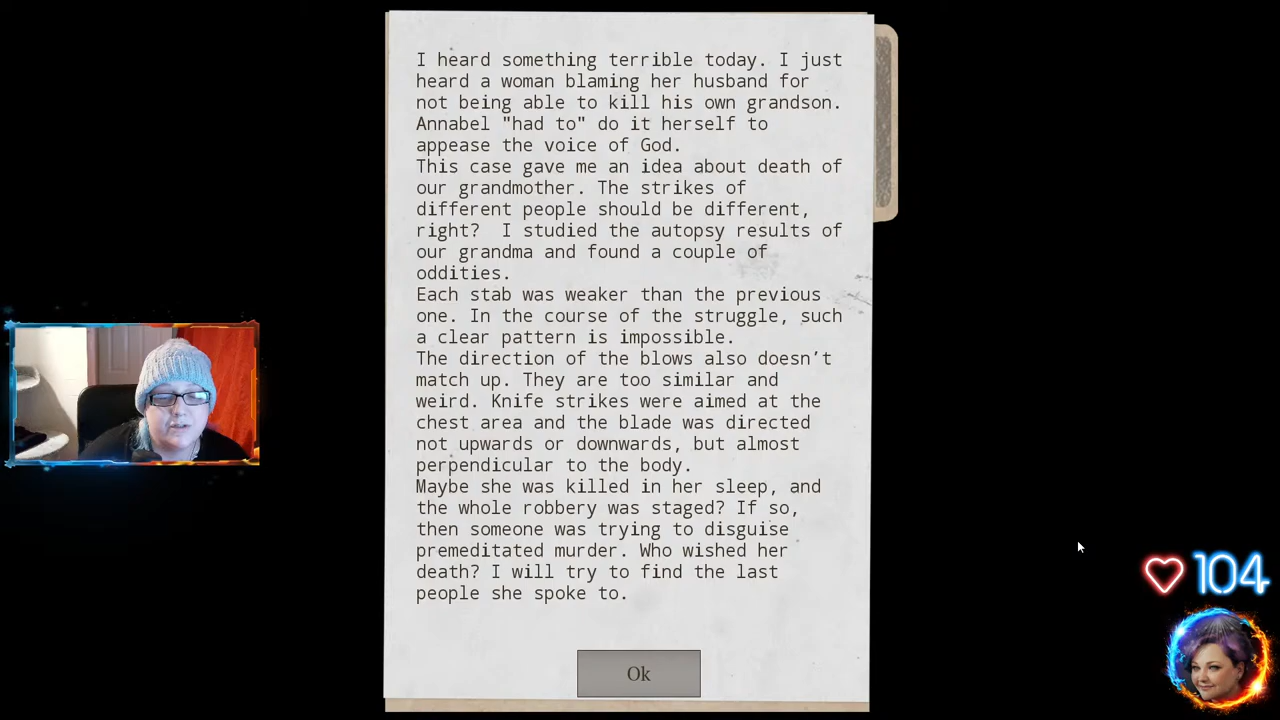 I heard something terrible today. I just
heard a woman blaming her husband for
not being able to kill his own grandson.
Annabel "had to" do it herself to
appease the voice of God.
This case gave me an idea about death of
our grandmother. The strikes of
different people should be different,
right?  I studied the autopsy results of
our grandma and found a couple of
oddities.
Each stab was weaker than the previous
one. In the course of the struggle, such
a clear pattern is impossible.
The direction of the blows also doesn’t
match up. They are too similar and
weird. Knife strikes were aimed at the
chest area and the blade was directed
not upwards or downwards, but almost
perpendicular to the body.
Maybe she was killed in her sleep, and
the whole robbery was staged? If so,
then someone was trying to disguise
premeditated murder. Who wished her
death? I will try to find the last
people she spoke to.
Ok
104